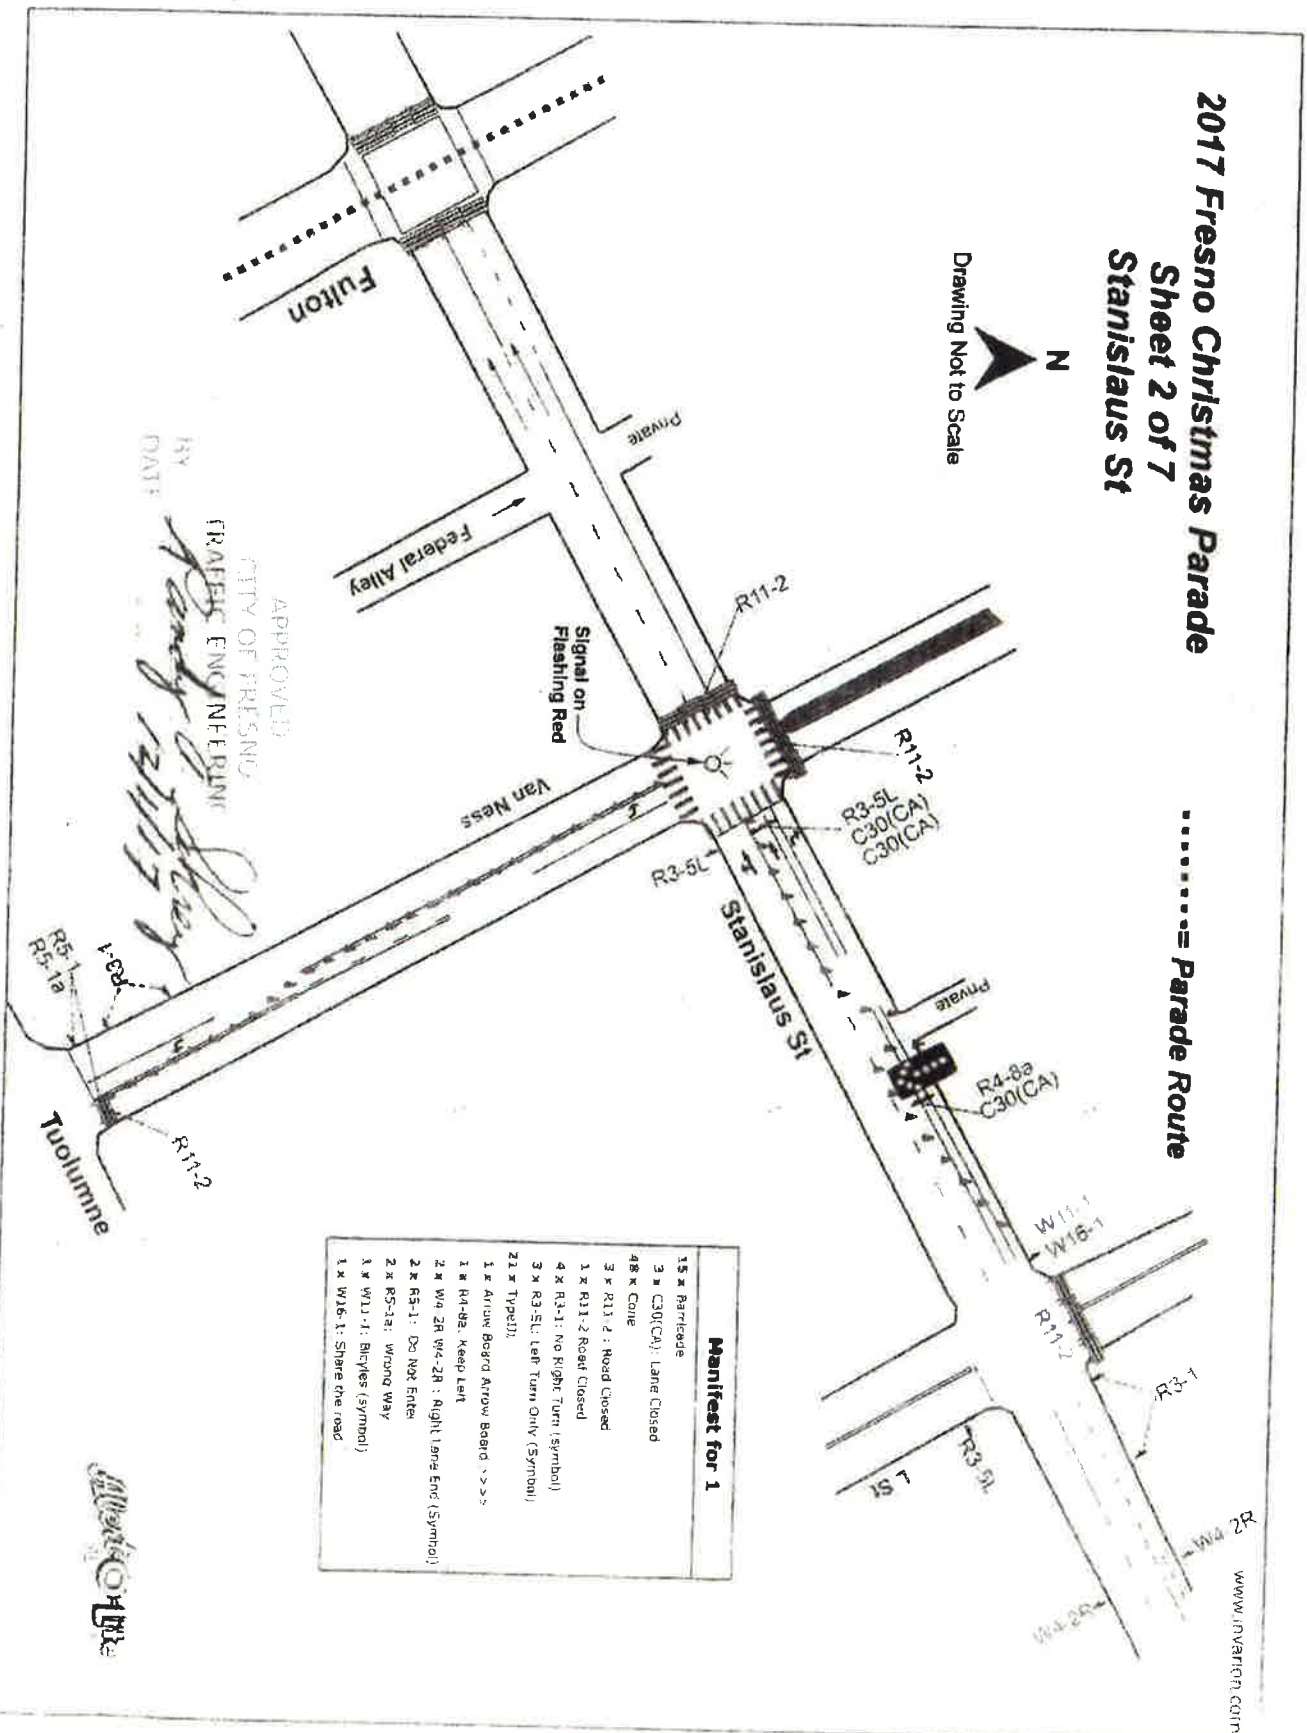 2017 Fresno Christmas Parade
Sheet 2 of 7
Stanislaus St
N
Drawing Not to Scale
= Parade Route
www.invarion.com
Fulton
Private
Federal Alley
R11-2
Signal on
Flashing Red
R11-2
R3-5L
C30(CA)
C30(CA)
Van Ness
R3-5L
Stanislaus St
Private
R4-8a
C30(CA)
W11-1
W16-1
R11-2
R3-1
R3-5L
L St
W4-2R
W4-2R
R3-1
R5-1
R5-1a
R11-2
Tuolumne
APPROVED
CITY OF FRESNO
TRAFFIC ENGINEERING
BY
DATE
Manifest for 1
15 x Barricade
3 x C30(CA): Lane Closed
48 x Cone
3 x R11-2 : Road Closed
1 x R11-2 Road Closed
4 x R3-1: No Right Turn (Symbol)
3 x R3-5L: Left Turn Only (Symbol)
21 x TypeII:
1 x Arrow Board Arrow Board >>>>
1 x R4-8a: Keep Left
2 x W4-2R W4-2R : Right Lane End (Symbol)
2 x R5-1: Do Not Enter
2 x R5-1a: Wrong Way
1 x W11-1: Bicyles (symbol)
1 x W16-1: Share the road